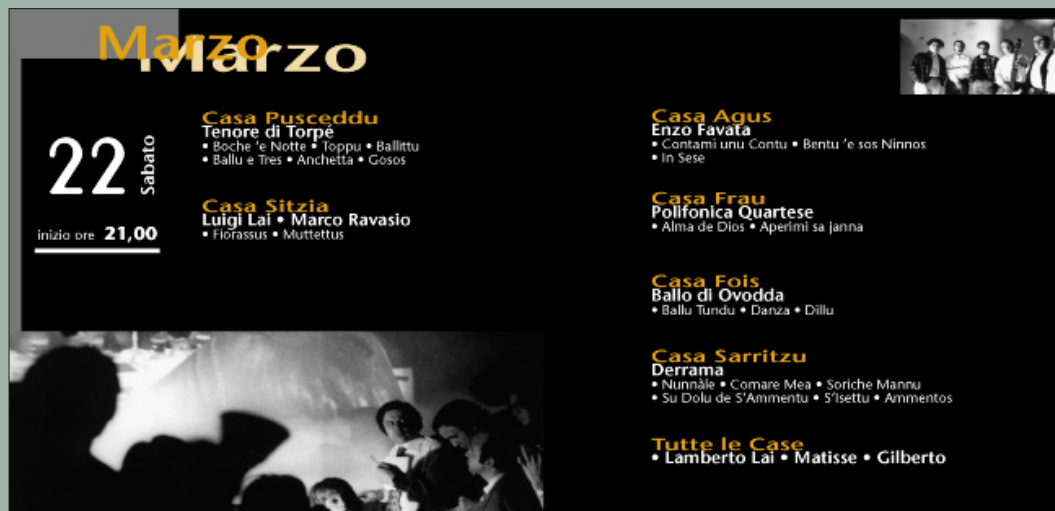 Marzo
Marzo
22
Sabato
inizio ore 21,00
Casa Pusceddu
Tenore di Torpé
• Boche 'e Notte • Toppu • Ballittu
• Ballu e Tres • Anchetta • Gosos
Casa Sitzia
Luigi Lai • Marco Ravasio
• Fiorassus • Muttettus
Casa Agus
Enzo Favata
• Contami unu Contu • Bentu 'e sos Ninnos
• In Sese
Casa Frau
Polifonica Quartese
• Alma de Dios • Aperimi sa janna
Casa Fois
Ballo di Ovodda
• Ballu Tundu • Danza • Dillu
Casa Sarritzu
Derrama
• Nunnàle • Comare Mea • Soriche Mannu
• Su Dolu de S'Ammentu • S'Isettu • Ammentos
Tutte le Case
• Lamberto Lai • Matisse • Gilberto